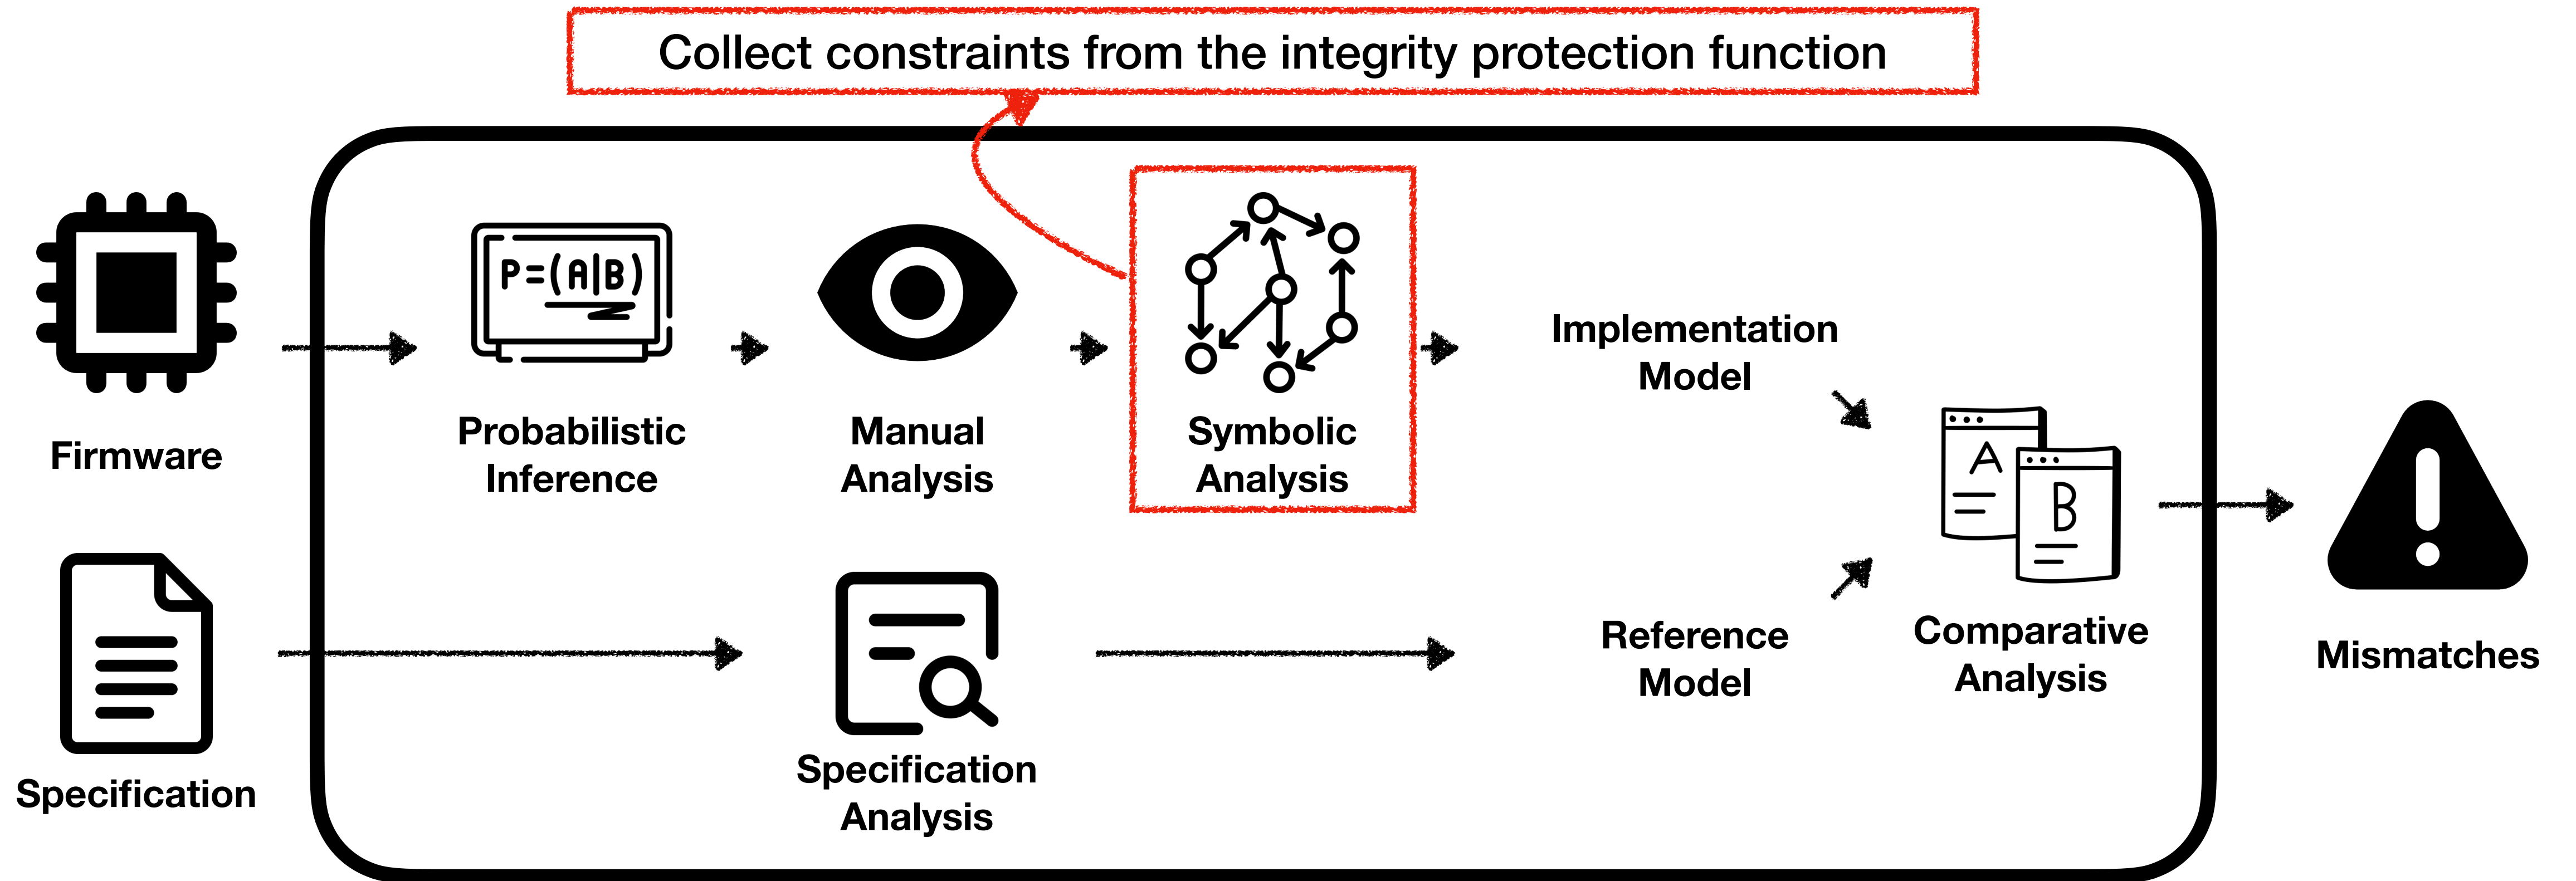 Collect constraints from the integrity protection function
Firmware
P=(A|B)
Probabilistic
Inference
Manual
Analysis
Symbolic
Analysis
Implementation
Model
Specification
Specification
Analysis
Reference
Model
A
B
Comparative
Analysis
Mismatches